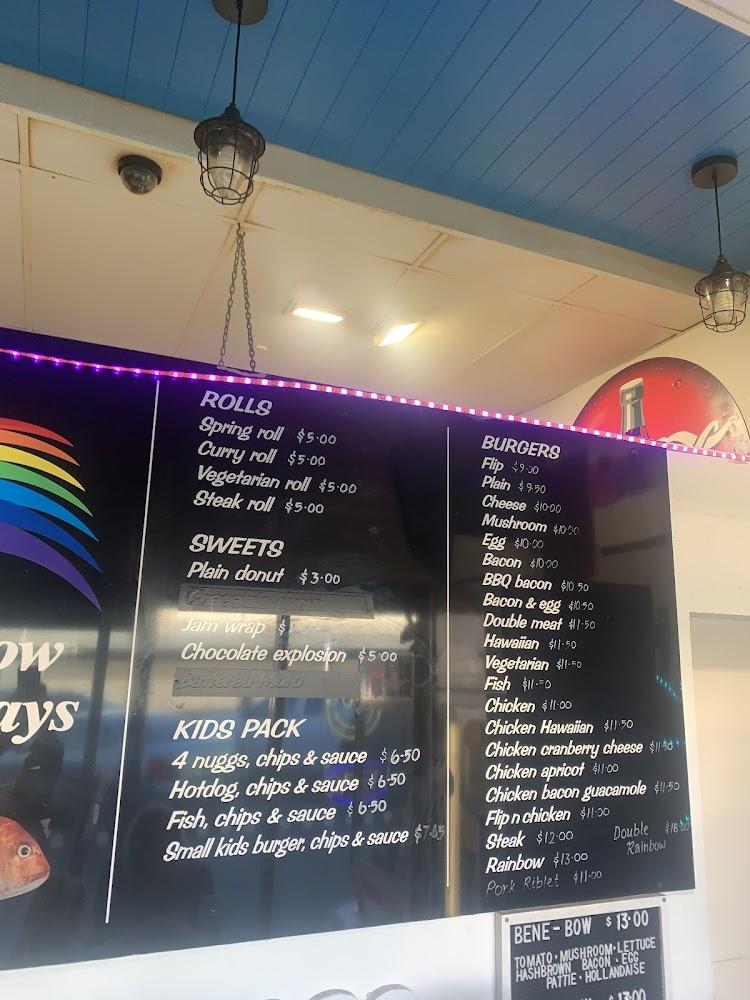 ow
ays
ROLLS
Spring roll $5.00
Curry roll $5.00
Vegetarian roll $5.00
Steak roll $5.00
SWEETS
Plain donut $3.00
Jam wrap $
Chocolate explosion $5.00
Battered Moro
KIDS PACK
4 nuggs, chips & sauce $6.50
Hotdog, chips & sauce $6.50
Fish, chips & sauce $6.50
Small kids burger, chips & sauce
BURGERS
Flip $9.00
Plain $9.50
Cheese $10.00
Mushroom $10.00
Egg $10.00
Bacon $10.00
BBQ bacon $10.50
Bacon & egg $10.50
Double meat $11.50
Hawaiian $11.50
Vegetarian $11.50
Fish $11.50
Chicken $11.00
Chicken Hawaiian $11.50
Chicken cranberry cheese $11.50
Chicken apricot $11.00
Chicken bacon guacamole $11.50
Flip n chicken $11.00
Steak $12.00
Rainbow $13.00
Double Rainbow
Pork Riblet $11.00
BENE-BOW $13.00
TOMATO · MUSHROOM · LETTUCE
HASHBROWN BACON · EGG
PATTIE · HOLLANDAISE
$13.00